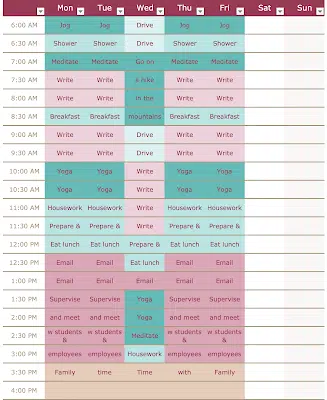 Mon Tue Wed Thu Fri Sat Sun
6:00 AM Jog Jog Drive Jog Jog
6:30 AM Shower Shower Drive Shower Shower
7:00 AM Meditate Meditate Go on Meditate Meditate
7:30 AM Write Write a hike Write Write
8:00 AM Write Write in the Write Write
8:30 AM Breakfast Breakfast mountains Breakfast Breakfast
9:00 AM Write Write Drive Write Write
9:30 AM Write Write Drive Write Write
10:00 AM Yoga Yoga Write Yoga Yoga
10:30 AM Yoga Yoga Write Yoga Yoga
11:00 AM Housework Housework Write Housework Housework
11:30 AM Prepare & Prepare & Write Prepare & Prepare &
12:00 PM Eat lunch Eat lunch Prepare & Eat lunch Eat lunch
12:30 PM Email Email Eat lunch Email Email
1:00 PM Email Email Email Email Email
1:30 PM Supervise Supervise Yoga Supervise Supervise
2:00 PM and meet and meet Yoga and meet and meet
2:30 PM w students & w students & Meditate w students & w students &
3:00 PM employees employees Housework employees employees
3:30 PM Family time Time with Family
4:00 PM